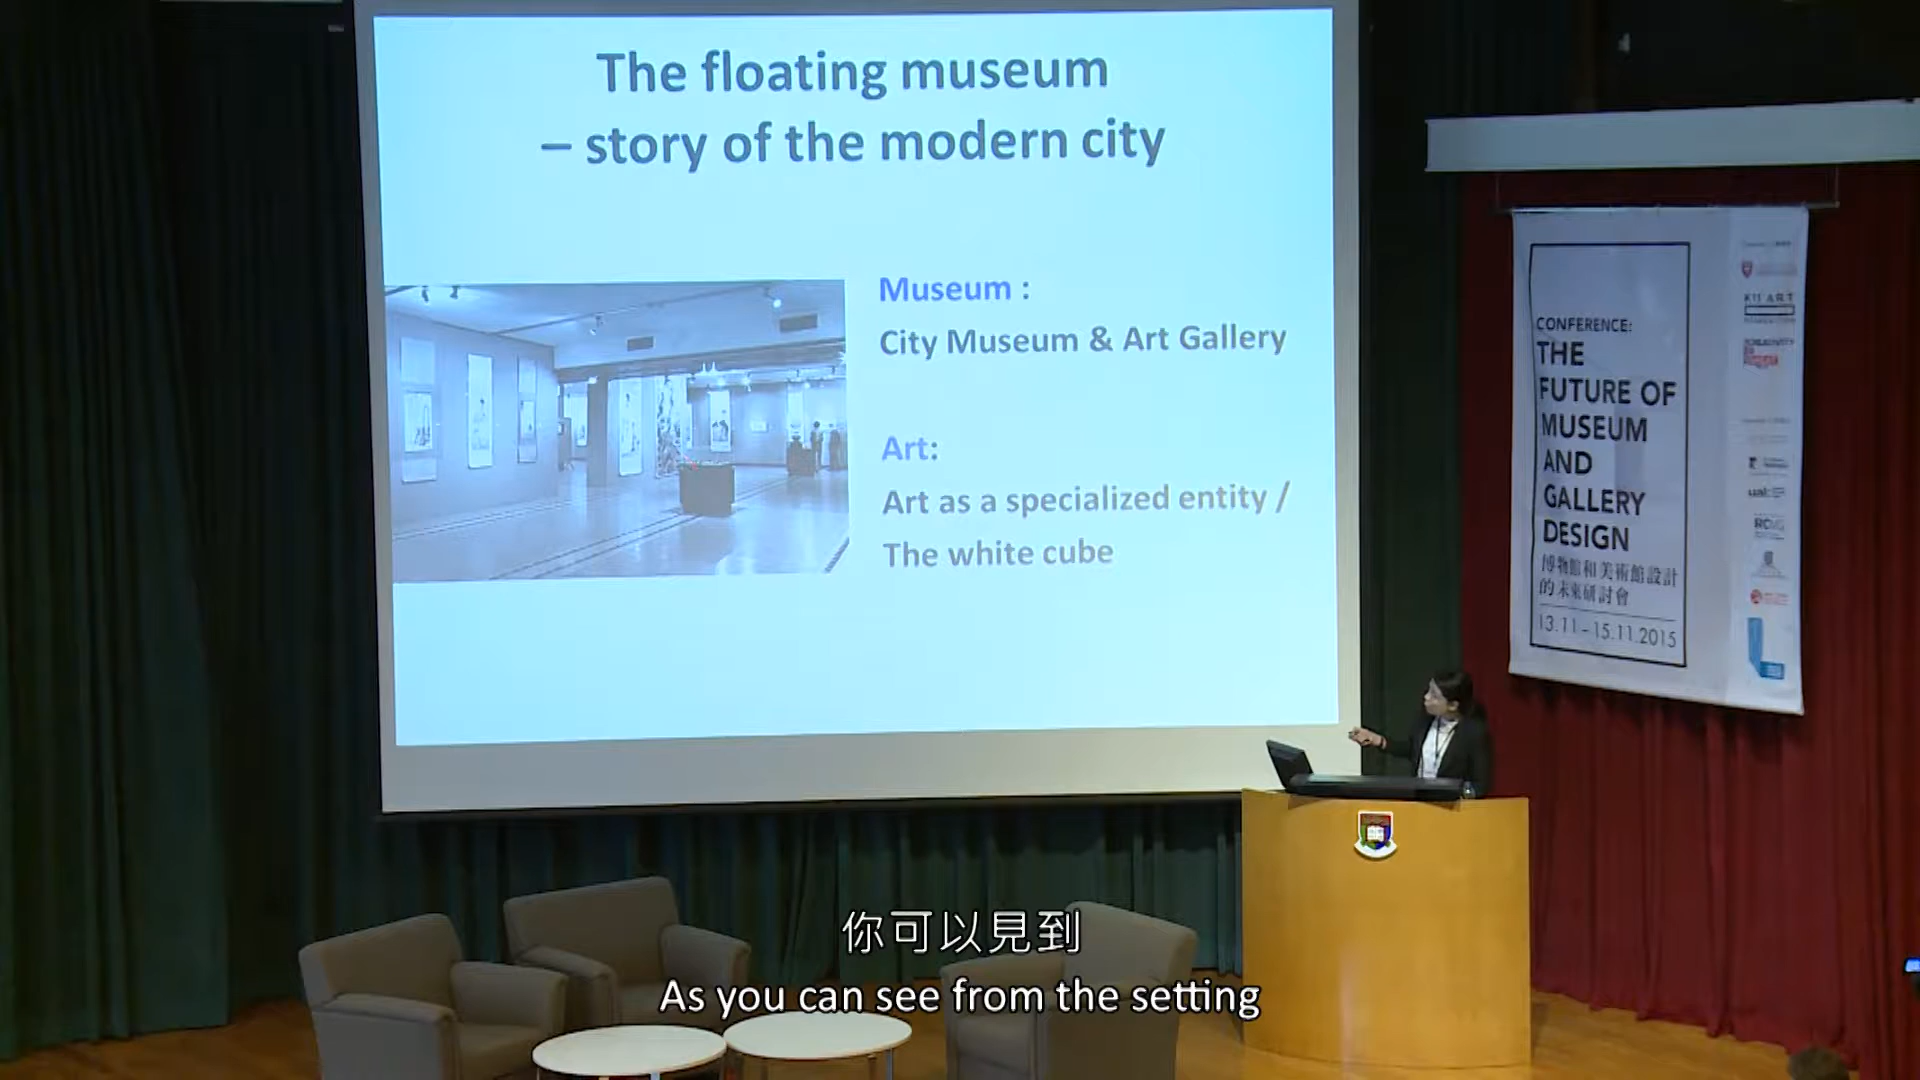 The floating museum
– story of the modern city
Museum :
City Museum & Art Gallery
Art:
Art as a specialized entity /
The white cube
CONFERENCE:
THE
FUTURE OF
MUSEUM
AND
GALLERY
DESIGN
博物館和美術館設計
的未來研討會
13.11 – 15.11.2015
K11 ART
你可以見到
As you can see from the setting